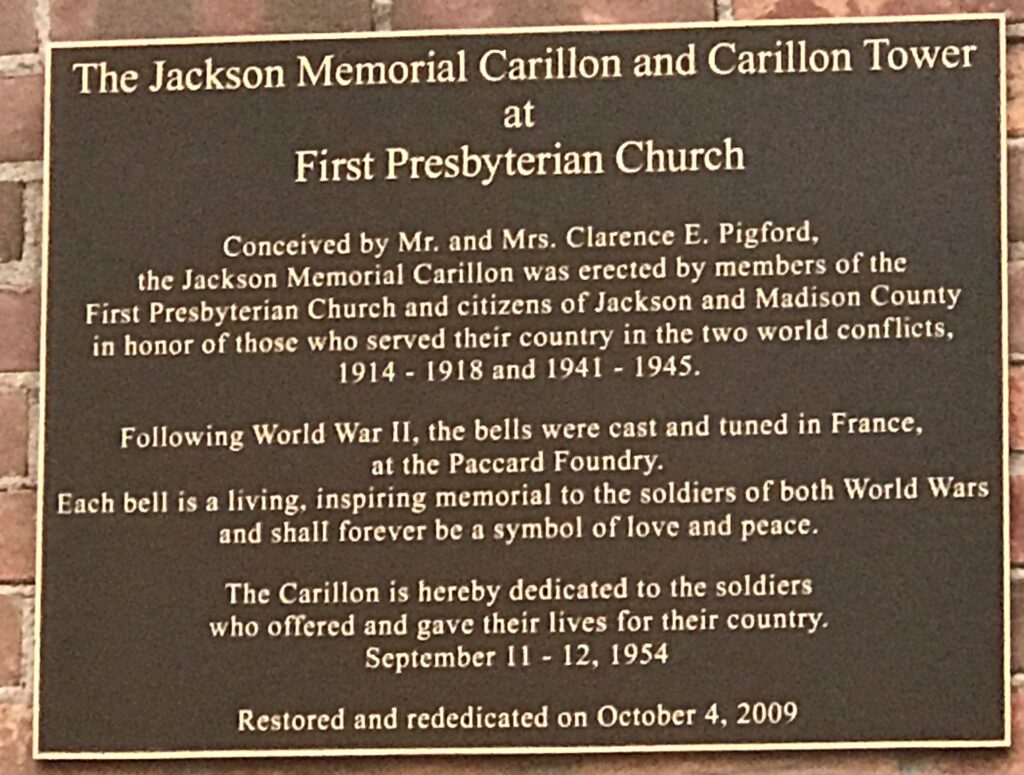 The Jackson Memorial Carillon and Carillon Tower
at
First Presbyterian Church
Conceived by Mr. and Mrs. Clarence E. Pigford,
the Jackson Memorial Carillon was erected by members of the
First Presbyterian Church and citizens of Jackson and Madison County
in honor of those who served their country in the two world conflicts,
1914 - 1918 and 1941 - 1945.
Following World War II, the bells were cast and tuned in France,
at the Paccard Foundry.
Each bell is a living, inspiring memorial to the soldiers of both World Wars
and shall forever be a symbol of love and peace.
The Carillon is hereby dedicated to the soldiers
who offered and gave their lives for their country.
September 11 - 12, 1954
Restored and rededicated on October 4, 2009